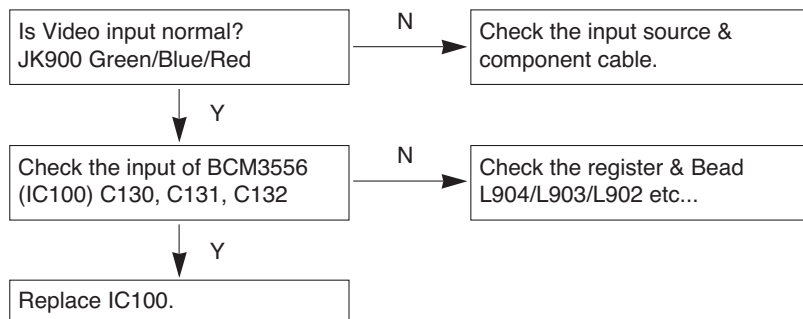 Is Video input normal?
JK900 Green/Blue/Red
N
Check the input source &
component cable.
Y
Check the input of BCM3556
(IC100) C130, C131, C132
N
Check the register & Bead
L904/L903/L902 etc...
Y
Replace IC100.